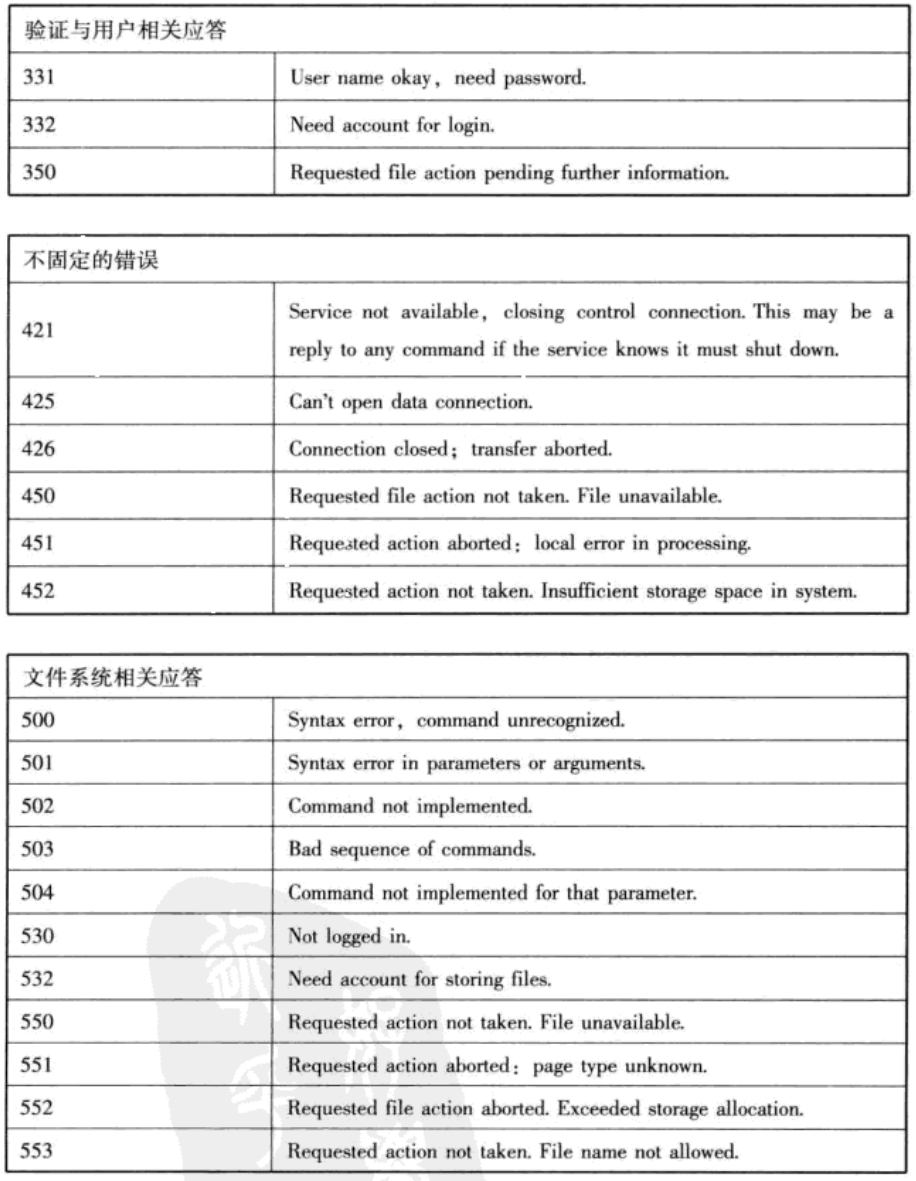 验证与用户相关应答
331 User name okay, need password.
332 Need account for login.
350 Requested file action pending further information.
不固定的错误
421 Service not available, closing control connection. This may be a
reply to any command if the service knows it must shut down.
425 Can't open data connection.
426 Connection closed; transfer aborted.
450 Requested file action not taken. File unavailable.
451 Requested action aborted: local error in processing.
452 Requested action not taken. Insufficient storage space in system.
文件系统相关应答
500 Syntax error, command unrecognized.
501 Syntax error in parameters or arguments.
502 Command not implemented.
503 Bad sequence of commands.
504 Command not implemented for that parameter.
530 Not logged in.
532 Need account for storing files.
550 Requested action not taken. File unavailable.
551 Requested action aborted: page type unknown.
552 Requested file action aborted. Exceeded storage allocation.
553 Requested action not taken. File name not allowed.